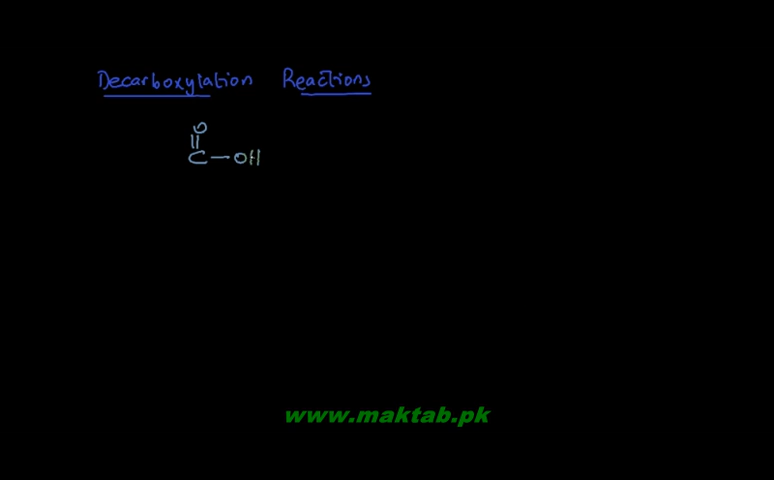 Decarboxylation Reactions
O
||
C — OH
www.maktab.pk